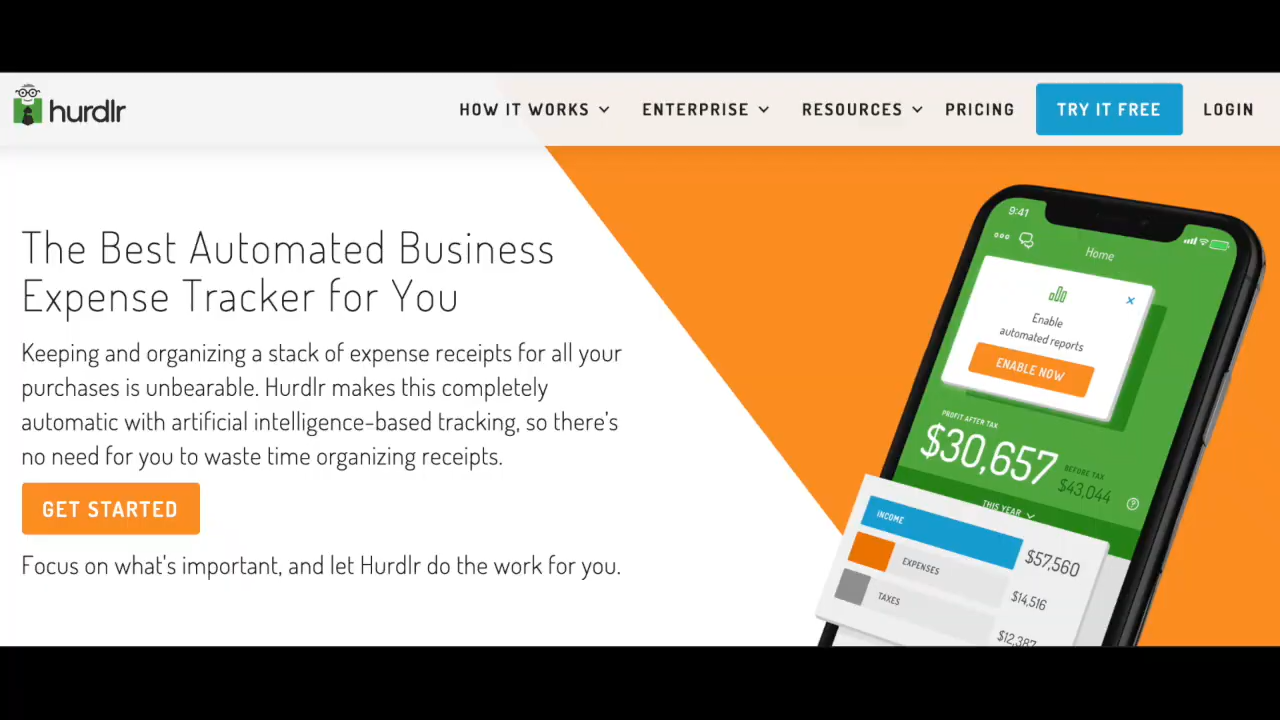 hurdlr
HOW IT WORKS
ENTERPRISE
RESOURCES
PRICING
TRY IT FREE
LOGIN
The Best Automated Business
Expense Tracker for You
Keeping and organizing a stack of expense receipts for all your
purchases is unbearable. Hurdlr makes this completely
automatic with artificial intelligence-based tracking, so there's
no need for you to waste time organizing receipts.
GET STARTED
Focus on what's important, and let Hurdlr do the work for you.
9:41
Home
Enable
automated reports
ENABLE NOW
PROFIT AFTER TAX
$30,657
BEFORE TAX
$43,044
THIS YEAR
INCOME
$57,560
EXPENSES
$14,516
TAXES
$12,387